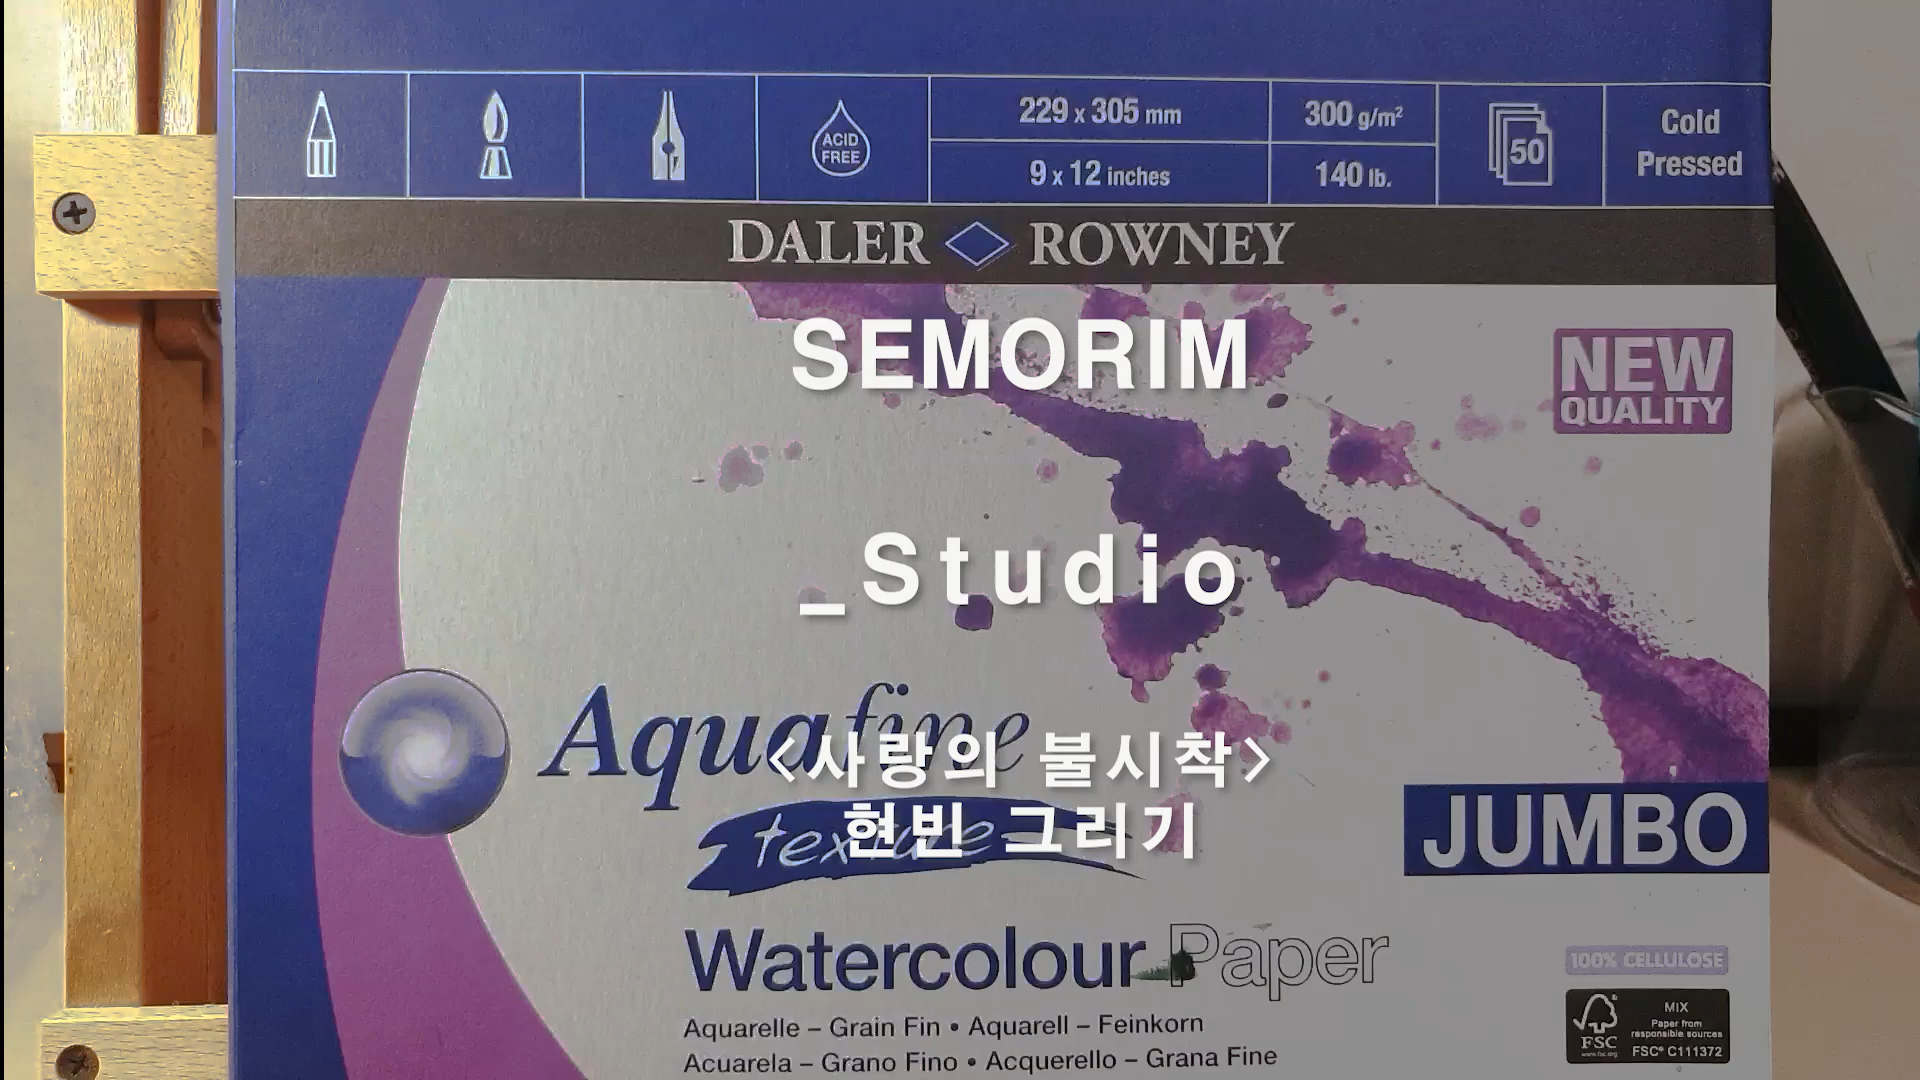 229 x 305 mm
9 x 12 inches
300 g/m²
140 lb.
ACID
FREE
50
Cold
Pressed
DALER ROWNEY
SEMORIM
NEW
QUALITY
_Studio
Aquafine
<사랑의 불시착>
texture
현빈 그리기
JUMBO
Watercolour Paper
100% CELLULOSE
Aquarelle – Grain Fin • Aquarell – Feinkorn
Acuarela – Grano Fino • Acquerello – Grana Fine
FSC
www.fsc.org
MIX
Paper from
responsible sources
FSC® C111372